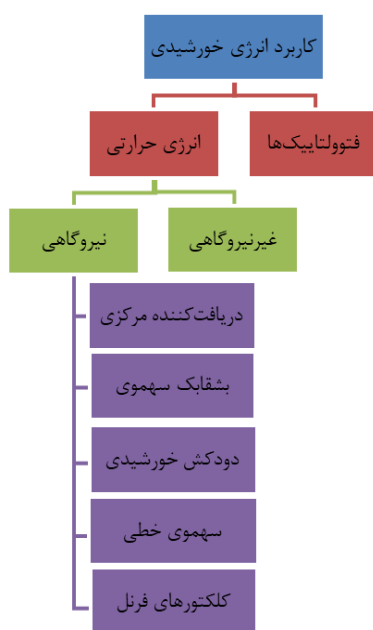 کاربرد انرژی خورشیدی
فتوولتاییک‌ها
انرژی حرارتی
غیرنیروگاهی
نیروگاهی
دریافت‌کننده مرکزی
بشقابک سهموی
دودکش خورشیدی
سهموی خطی
کلکتورهای فرنل